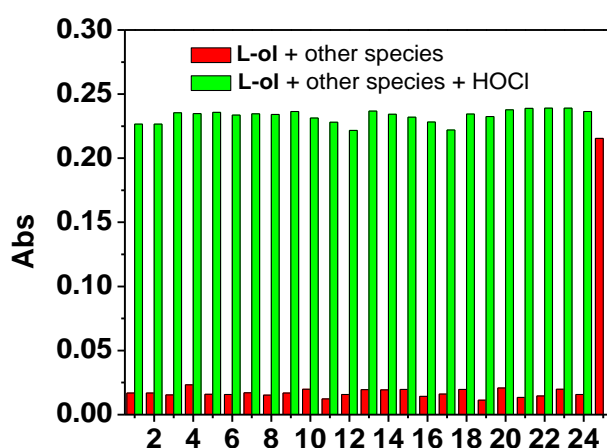 0.30
L-ol + other species
L-ol + other species + HOCl
0.25
0.20
0.15
Abs
0.10
0.05
0.00
2 4 6 8 10 12 14 16 18 20 22 24